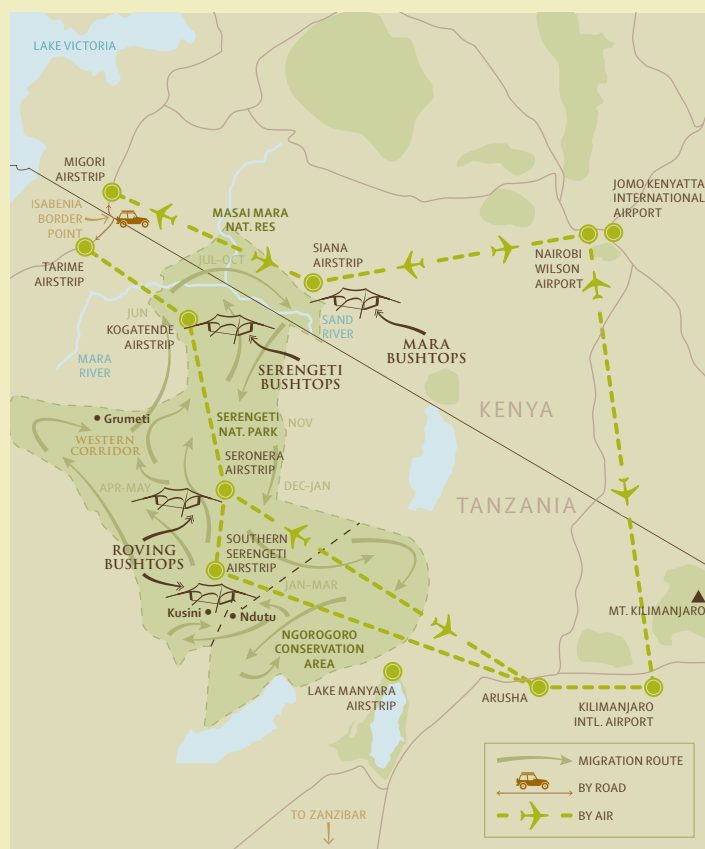 LAKE VICTORIA
MIGORI
AIRSTRIP
ISABENIA
BORDER
POINT
TARIME
AIRSTRIP
MASAI MARA
NAT. RES
JUL-OCT
SIANA
AIRSTRIP
JOMO KENYATTA
INTERNATIONAL
AIRPORT
NAIROBI
WILSON
AIRPORT
JUN
KOGATENDE
AIRSTRIP
SAND
RIVER
MARA
BUSHTOPS
MARA
RIVER
SERENGETI
BUSHTOPS
KENYA
Grumeti
WESTERN
CORRIDOR
SERENGETI
NAT. PARK
NOV
SERONERA
AIRSTRIP
APR-MAY
DEC-JAN
TANZANIA
ROVING
BUSHTOPS
SOUTHERN
SERENGETI
AIRSTRIP
JAN-MAR
Kusini
Ndutu
MT. KILIMANJARO
NGOROGORO
CONSERVATION
AREA
LAKE MANYARA
AIRSTRIP
ARUSHA
KILIMANJARO
INTL. AIRPORT
MIGRATION ROUTE
BY ROAD
BY AIR
TO ZANZIBAR